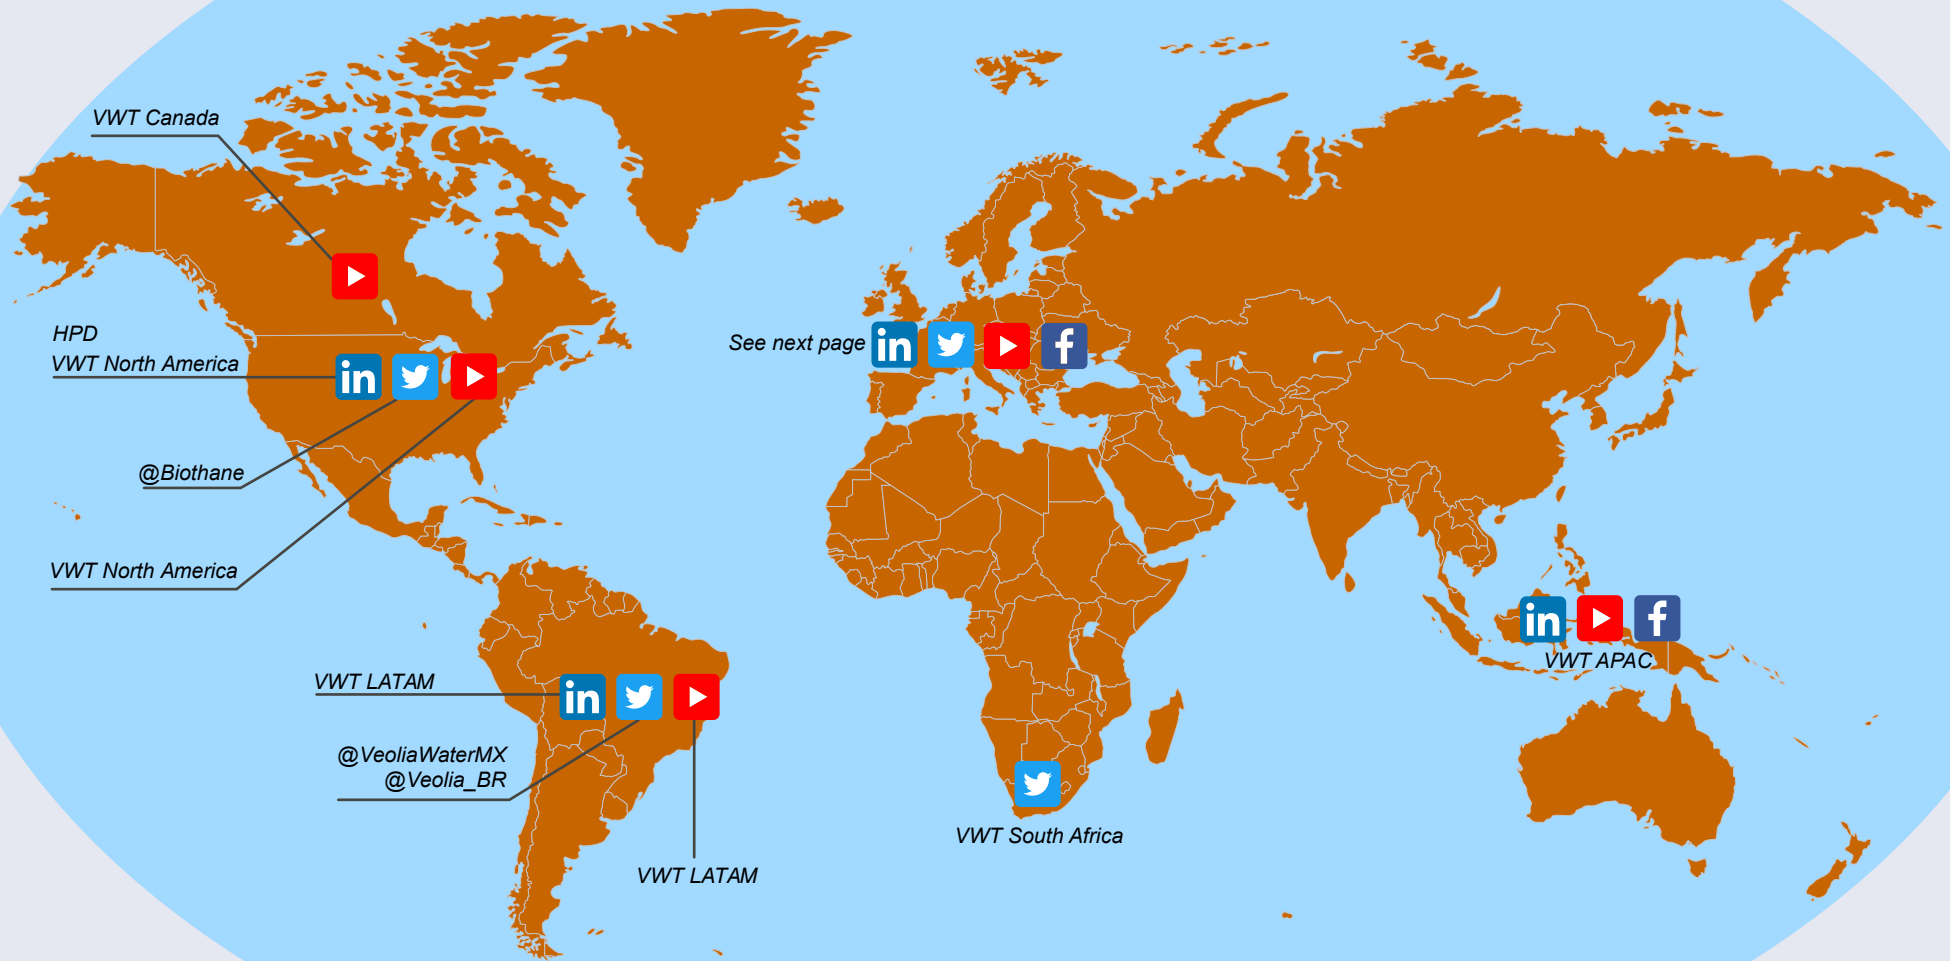 VWT Canada
HPD
VWT North America
See next page
@Biothane
VWT North America
VWT APAC
VWT LATAM
@VeoliaWaterMX
@Veolia_BR
VWT South Africa
VWT LATAM